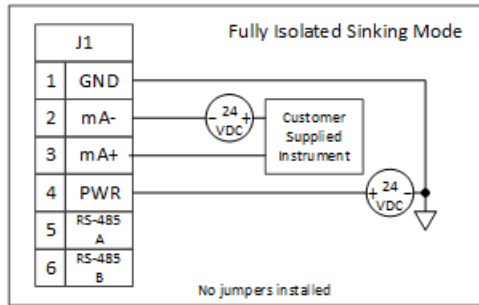 Fully Isolated Sinking Mode
J1
1 GND
2 mA-
3 mA+
4 PWR
5 RS-485
A
6 RS-485
B
- 24 +
VDC
Customer
Supplied
Instrument
+ 24 -
VDC
No jumpers installed